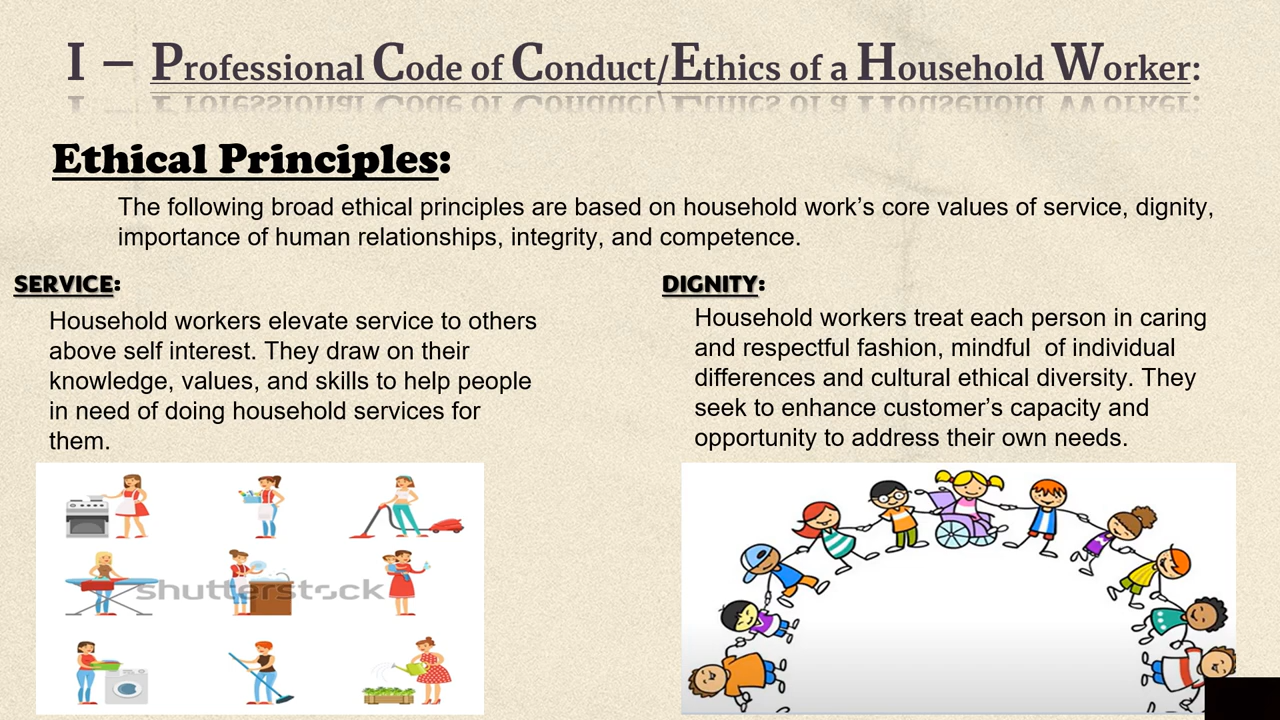 I – Professional Code of Conduct/Ethics of a Household Worker:
Ethical Principles:
The following broad ethical principles are based on household work’s core values of service, dignity,
importance of human relationships, integrity, and competence.
SERVICE:
Household workers elevate service to others
above self interest. They draw on their
knowledge, values, and skills to help people
in need of doing household services for
them.
shutterstock
DIGNITY:
Household workers treat each person in caring
and respectful fashion, mindful  of individual
differences and cultural ethical diversity. They
seek to enhance customer’s capacity and
opportunity to address their own needs.